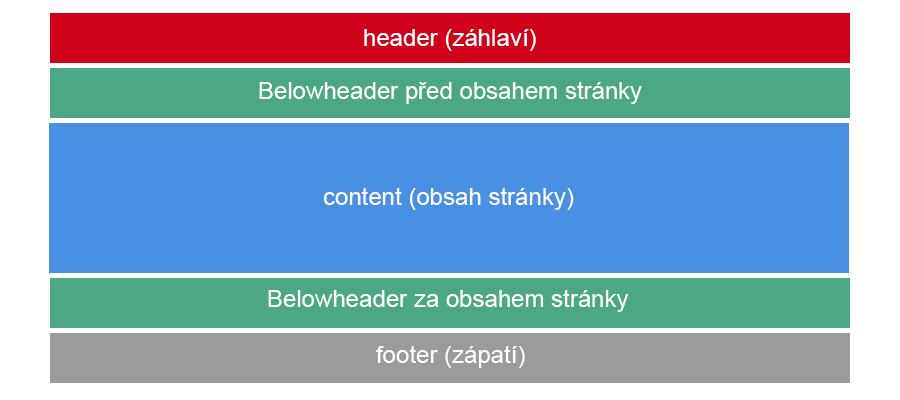 header (záhlaví)
Belowheader před obsahem stránky
content (obsah stránky)
Belowheader za obsahem stránky
footer (zápatí)